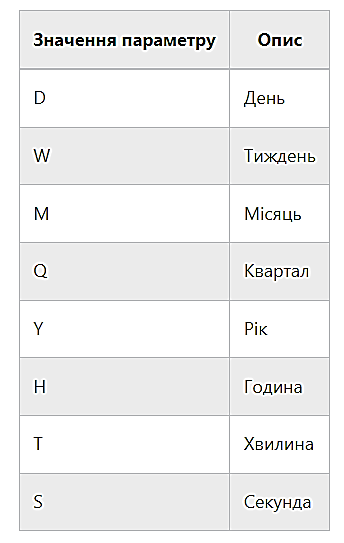 Значення параметру Опис
D День
W Тиждень
M Місяць
Q Квартал
Y Рік
H Година
T Хвилина
S Секунда